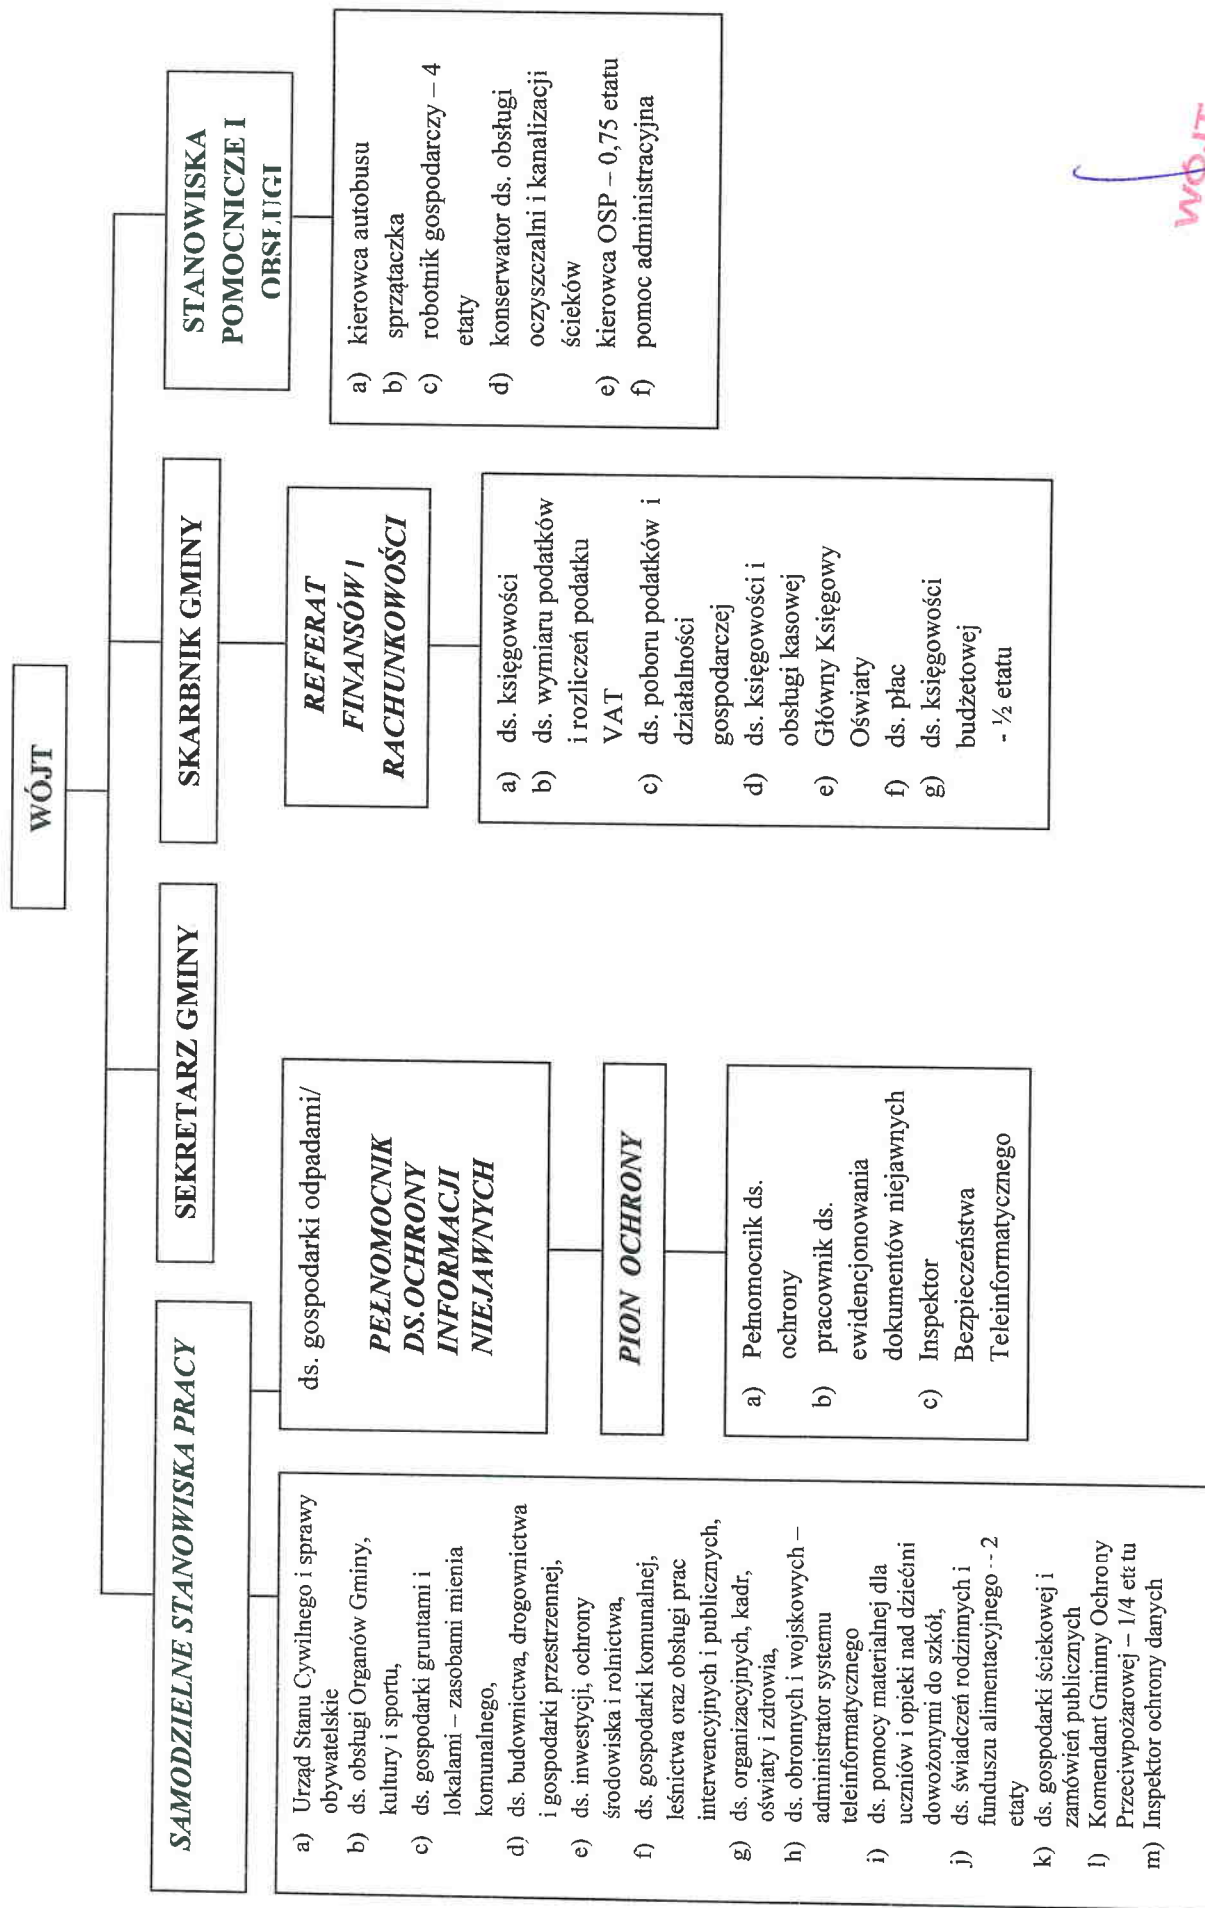 WÓJT
SAMODZIELNE STANOWISKA PRACY
SEKRETARZ GMINY
SKARBNIK GMINY
STANOWISKA
POMOCNICZE I
OBSŁUGI
a) Urząd Stanu Cywilnego i sprawy
obywatelskie
b) ds. obsługi Organów Gminy,
kultury i sportu,
c) ds. gospodarki gruntami i
lokalami – zasobami mienia
komunalnego,
d) ds. budownictwa, drogownictwa
i gospodarki przestrzennej,
e) ds. inwestycji, ochrony
środowiska i rolnictwa,
f) ds. gospodarki komunalnej,
leśnictwa oraz obsługi prac
interwencyjnych i publicznych,
g) ds. organizacyjnych, kadr,
oświaty i zdrowia,
h) ds. obronnych i wojskowych –
administrator systemu
teleinformatycznego
i) ds. pomocy materialnej dla
uczniów i opieki nad dziećmi
dowożonymi do szkół,
j) ds. świadczeń rodzinnych i
funduszu alimentacyjnego -- 2
etaty
k) ds. gospodarki ściekowej i
zamówień publicznych
l) Komendant Gminny Ochrony
Przeciwpożarowej – 1/4 etatu
m) Inspektor ochrony danych
ds. gospodarki odpadami/
PEŁNOMOCNIK
DS.OCHRONY
INFORMACJI
NIEJAWNYCH
PION OCHRONY
a) Pełnomocnik ds.
ochrony
b) pracownik ds.
ewidencjonowania
dokumentów niejawnych
c) Inspektor
Bezpieczeństwa
Teleinformatycznego
REFERAT
FINANSÓW I
RACHUNKOWOŚCI
a) ds. księgowości
b) ds. wymiaru podatków
i rozliczeń podatku
VAT
c) ds. poboru podatków i
działalności
gospodarczej
d) ds. księgowości i
obsługi kasowej
e) Główny Księgowy
Oświaty
f) ds. płac
g) ds. księgowości
budżetowej
- ½ etatu
a) kierowca autobusu
b) sprzątaczka
c) robotnik gospodarczy – 4
etaty
d) konserwator ds. obsługi
oczyszczalni i kanalizacji
ścieków
e) kierowca OSP – 0,75 etatu
f) pomoc administracyjna
WÓJT